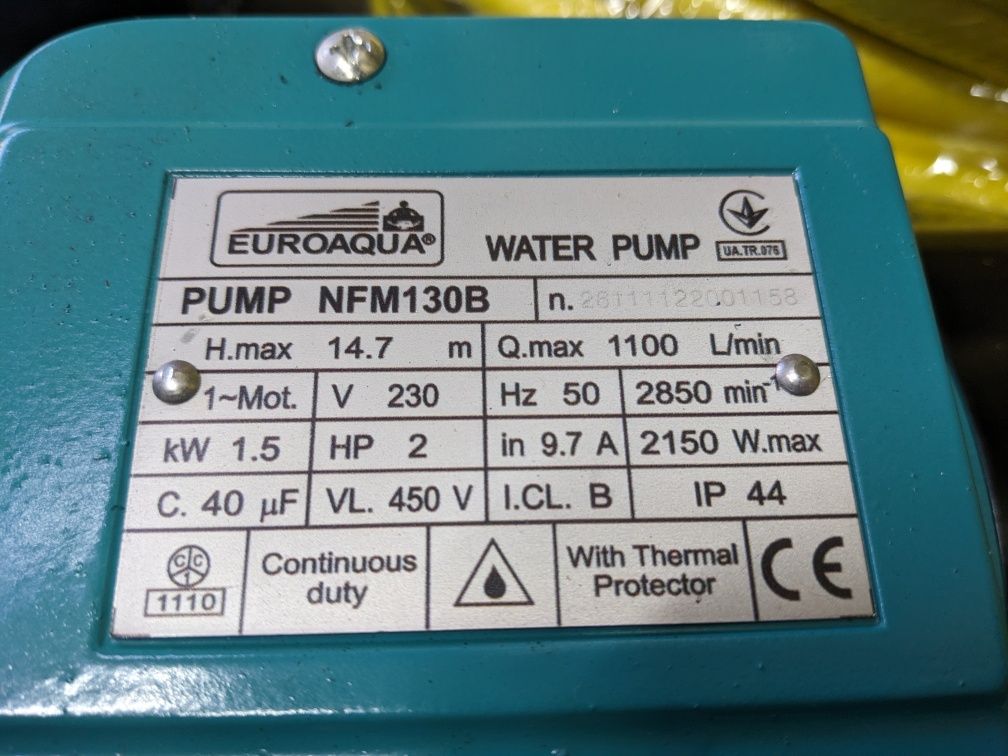 EUROAQUA®
WATER PUMP
UA.TR.076
PUMP NFM130B n. 26111122001158
H.max 14.7 m Q.max 1100 L/min
1~Mot. V 230 Hz 50 2850 min-1
kW 1.5 HP 2 in 9.7 A 2150 W.max
C. 40 µF VL. 450 V I.CL. B IP 44
CC1
1110
Continuous
duty
With Thermal
Protector
CE